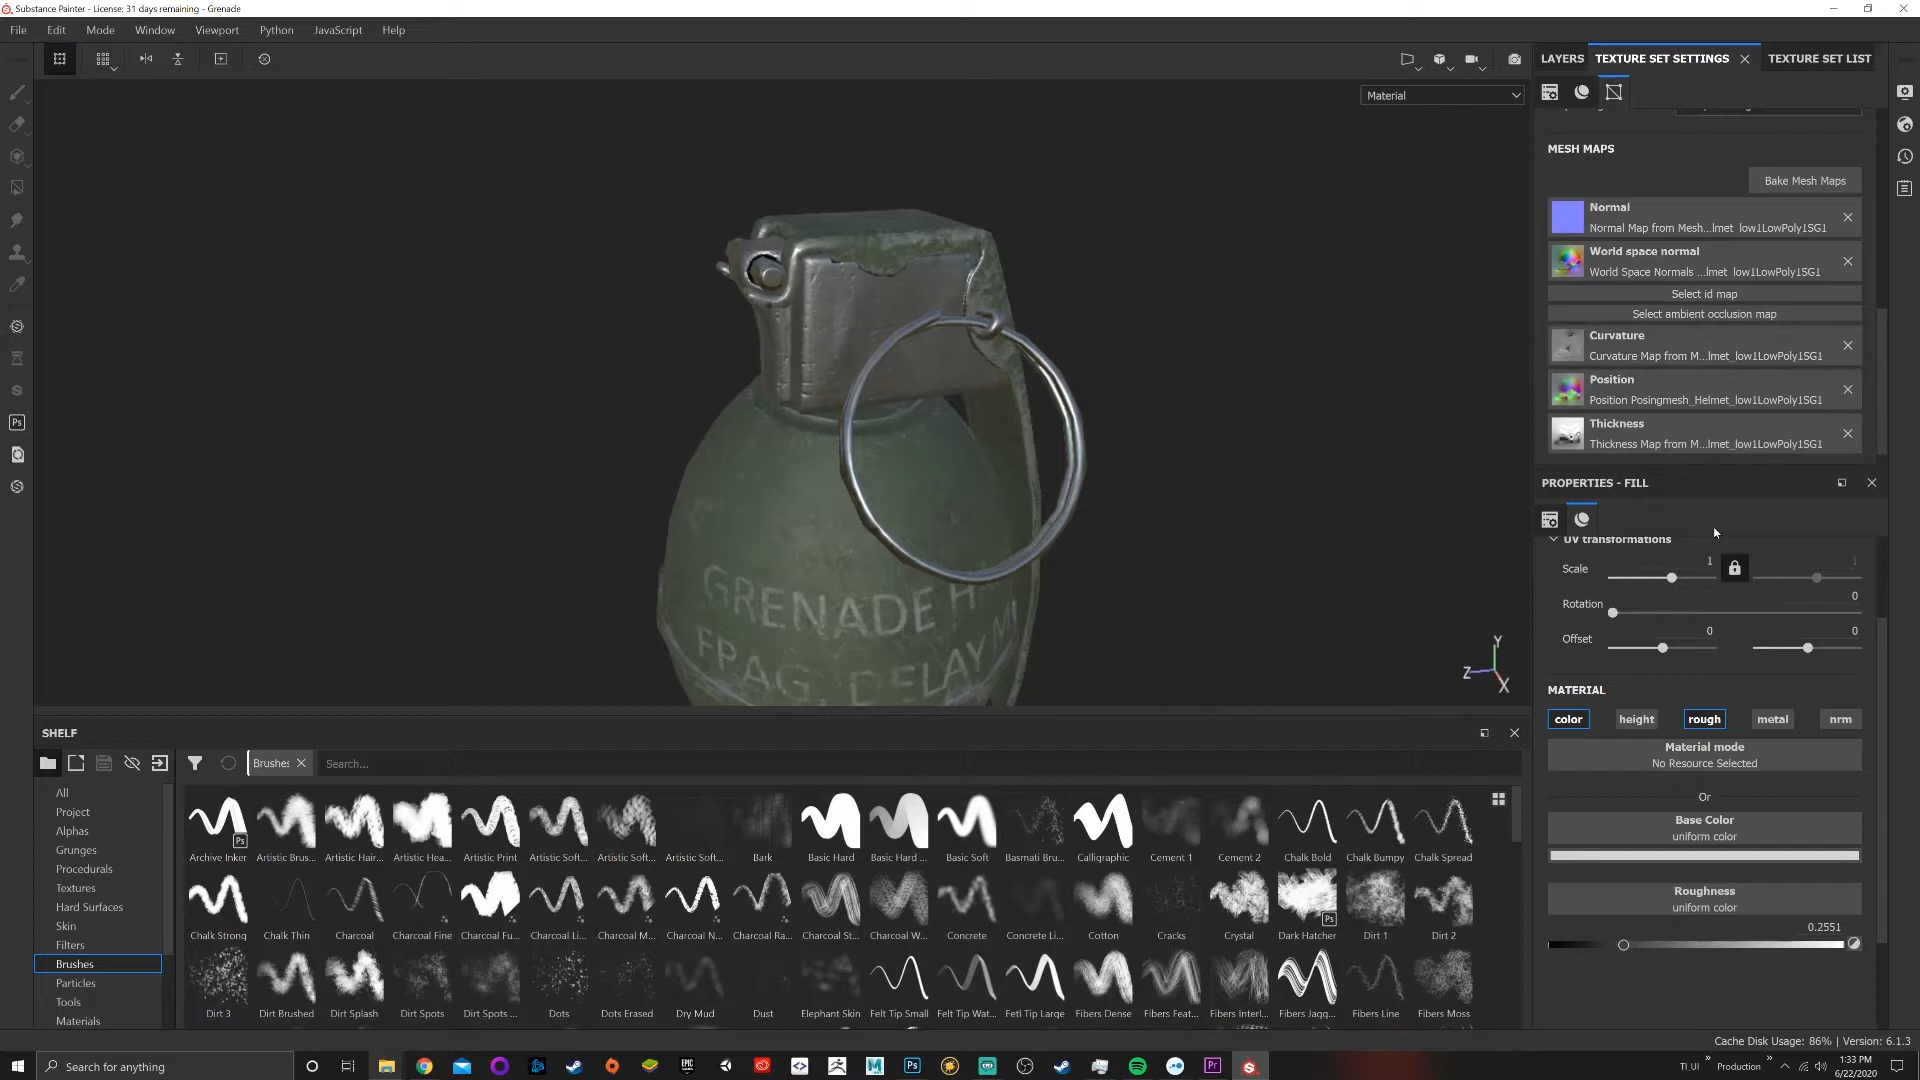 Substance Painter - License: 31 days remaining - Grenade
File Edit Mode Window Viewport Python JavaScript Help
LAYERS TEXTURE SET SETTINGS TEXTURE SET LIST
Material
MESH MAPS
Bake Mesh Maps
Normal
Normal Map from Mesh...lmet_low1LowPoly1SG1
World space normal
World Space Normals ...lmet_low1LowPoly1SG1
Select id map
Select ambient occlusion map
Curvature
Curvature Map from M...lmet_low1LowPoly1SG1
Position
Position Posingmesh_Helmet_low1LowPoly1SG1
Thickness
Thickness Map from M...lmet_low1LowPoly1SG1
PROPERTIES - FILL
UV transformations
Scale 1 1
Rotation 0
Offset 0 0
MATERIAL
color height rough metal nrm
Material mode
No Resource Selected
Or
Base Color
uniform color
Roughness
uniform color
0.2551
GRENADE H
FRAG, DELAY M
Y
Z
X
SHELF
Brushes Search...
All
Project
Alphas
Grunges
Procedurals
Textures
Hard Surfaces
Skin
Filters
Brushes
Particles
Tools
Materials
Archive Inker Artistic Brus... Artistic Hair... Artistic Hea... Artistic Print Artistic Soft... Artistic Soft... Artistic Soft... Bark Basic Hard Basic Hard ... Basic Soft Basmati Bru... Calligraphic Cement 1 Cement 2 Chalk Bold Chalk Bumpy Chalk Spread
Chalk Strong Chalk Thin Charcoal Charcoal Fine Charcoal Fu... Charcoal Li... Charcoal M... Charcoal N... Charcoal Ra... Charcoal St... Charcoal W... Concrete Concrete Li... Cotton Cracks Crystal Dark Hatcher Dirt 1 Dirt 2
Dirt 3 Dirt Brushed Dirt Splash Dirt Spots Dirt Spots ... Dots Dots Erased Dry Mud Dust Elephant Skin Felt Tip Small Felt Tip Wat... Fetl Tip Large Fibers Dense Fibers Feat... Fibers Interl... Fibers Jagg... Fibers Line Fibers Moss
Cache Disk Usage: 86% | Version: 6.1.3
Search for anything
TI_UI Production
1:33 PM
6/22/2020